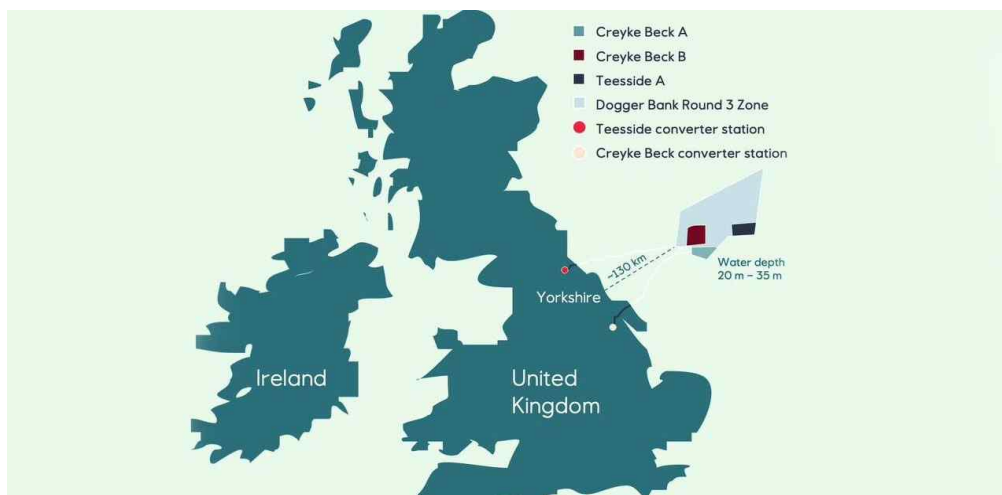 Creyke Beck A
Creyke Beck B
Teesside A
Dogger Bank Round 3 Zone
Teesside converter station
Creyke Beck converter station
~130 km
Water depth
20 m – 35 m
Yorkshire
Ireland
United
Kingdom